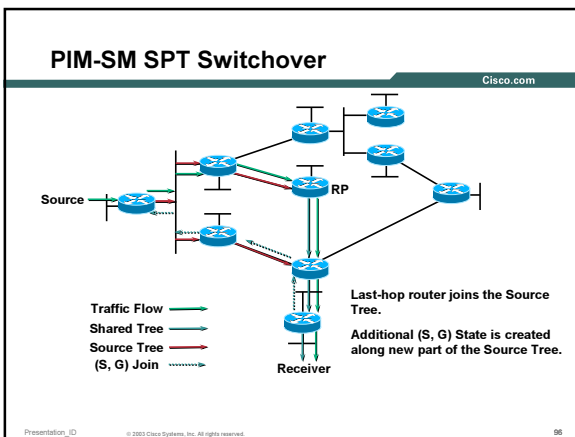 PIM-SM SPT Switchover
Cisco.com
Source
RP
Traffic Flow
Shared Tree
Source Tree
(S, G) Join
Receiver
Last-hop router joins the Source
Tree.
Additional (S, G) State is created
along new part of the Source Tree.
Presentation_ID
© 2003 Cisco Systems, Inc. All rights reserved.
96